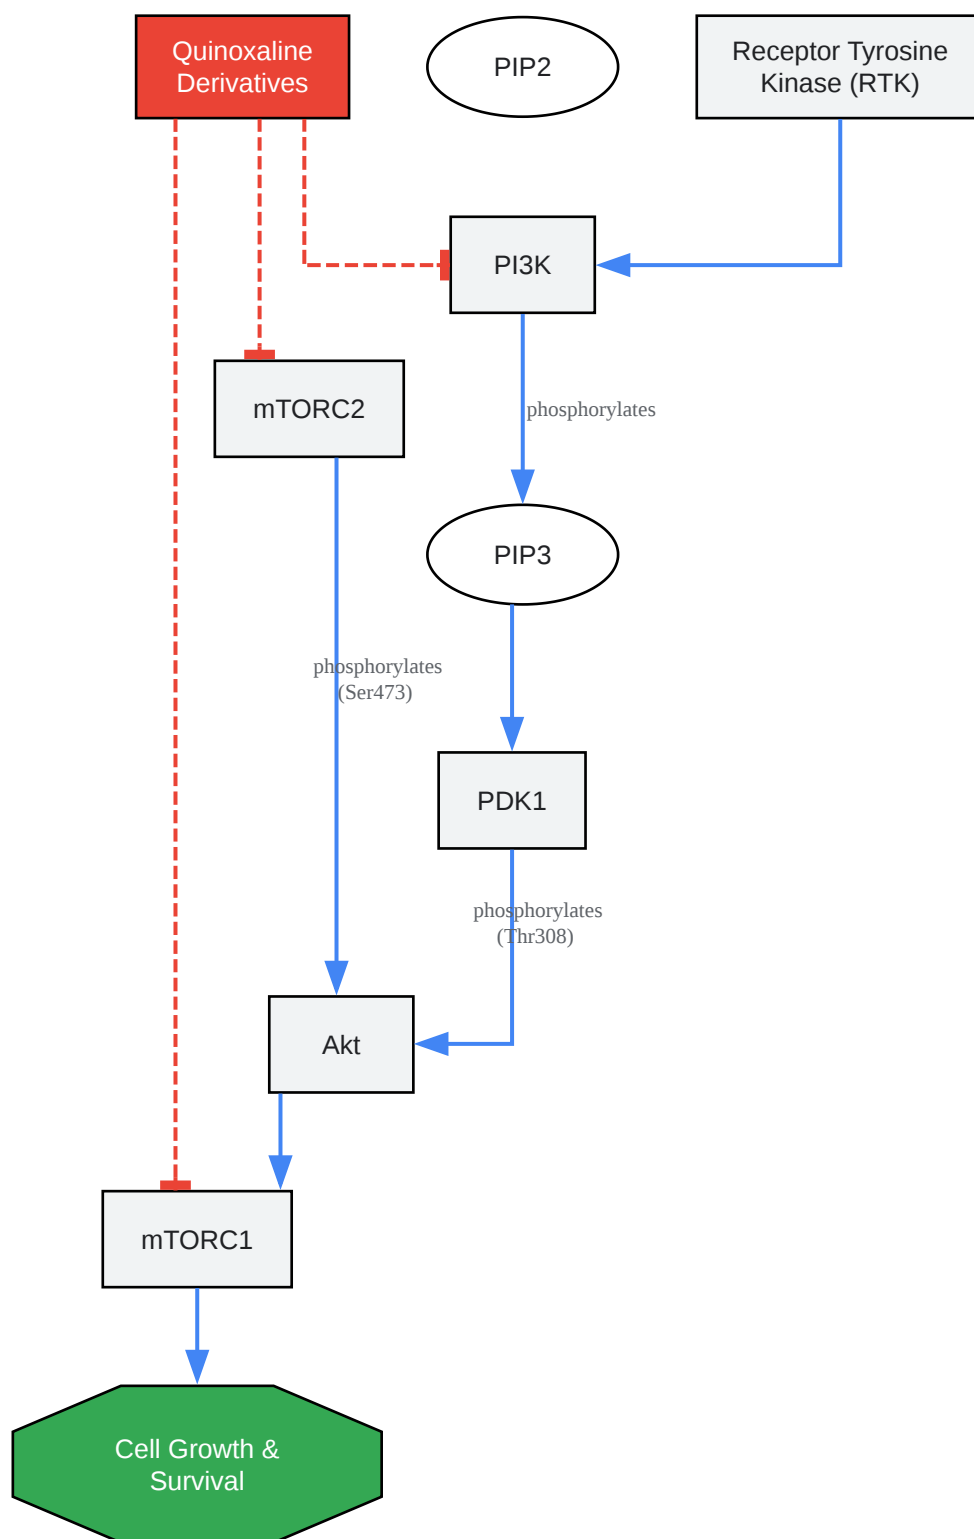 Quinoxaline
Derivatives
PIP2
Receptor Tyrosine
Kinase (RTK)
PI3K
mTORC2
phosphorylates
PIP3
phosphorylates
(Ser473)
PDK1
phosphorylates
(Thr308)
Akt
mTORC1
Cell Growth &
Survival